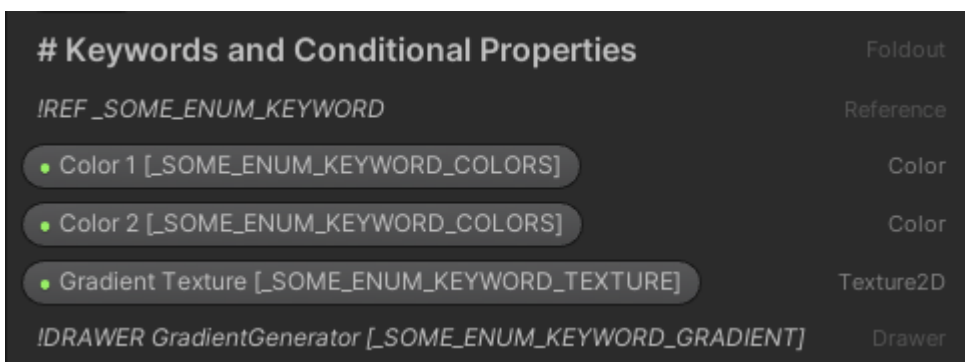 # Keywords and Conditional Properties Foldout
!REF _SOME_ENUM_KEYWORD Reference
Color 1 [_SOME_ENUM_KEYWORD_COLORS] Color
Color 2 [_SOME_ENUM_KEYWORD_COLORS] Color
Gradient Texture [_SOME_ENUM_KEYWORD_TEXTURE] Texture2D
!DRAWER GradientGenerator [_SOME_ENUM_KEYWORD_GRADIENT] Drawer